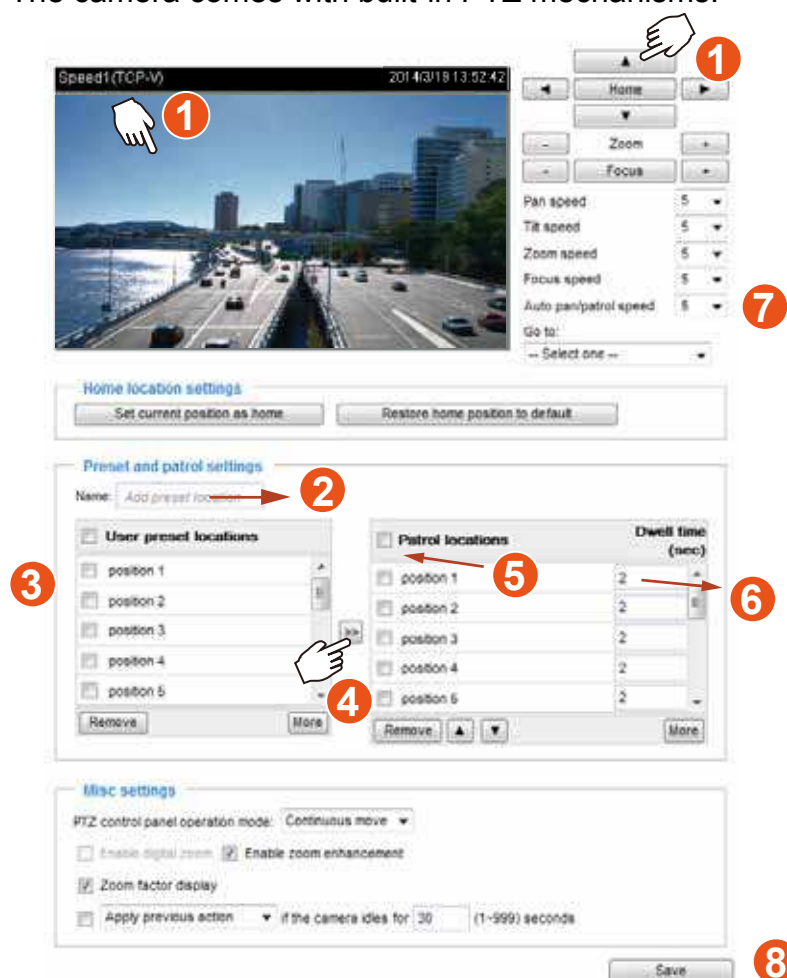 The camera comes with built-in PTZ mechanisms.
1
1
Speed1(TCP-V) 2014/3/19 13:52:42
▲
◄ Home ►
▼
- Zoom +
- Focus +
Pan speed 5
Tilt speed 5
Zoom speed 5
Focus speed 5
Auto pan/patrol speed 5
7
Go to:
-- Select one --
Home location settings
Set current position as home Restore home position to default
Preset and patrol settings
Name: Add preset location
2
3
User preset locations
position 1
position 2
position 3
position 4
position 5
Remove More
>>
4
Patrol locations Dwell time
(sec)
5
6
position 1 2
position 2 2
position 3 2
position 4 2
position 5 2
Remove ▲ ▼ More
Misc settings
PTZ control panel operation mode: Continuous move
Enable digital zoom Enable zoom enhancement
Zoom factor display
Apply previous action if the camera idles for 30 (1~999) seconds
Save
8